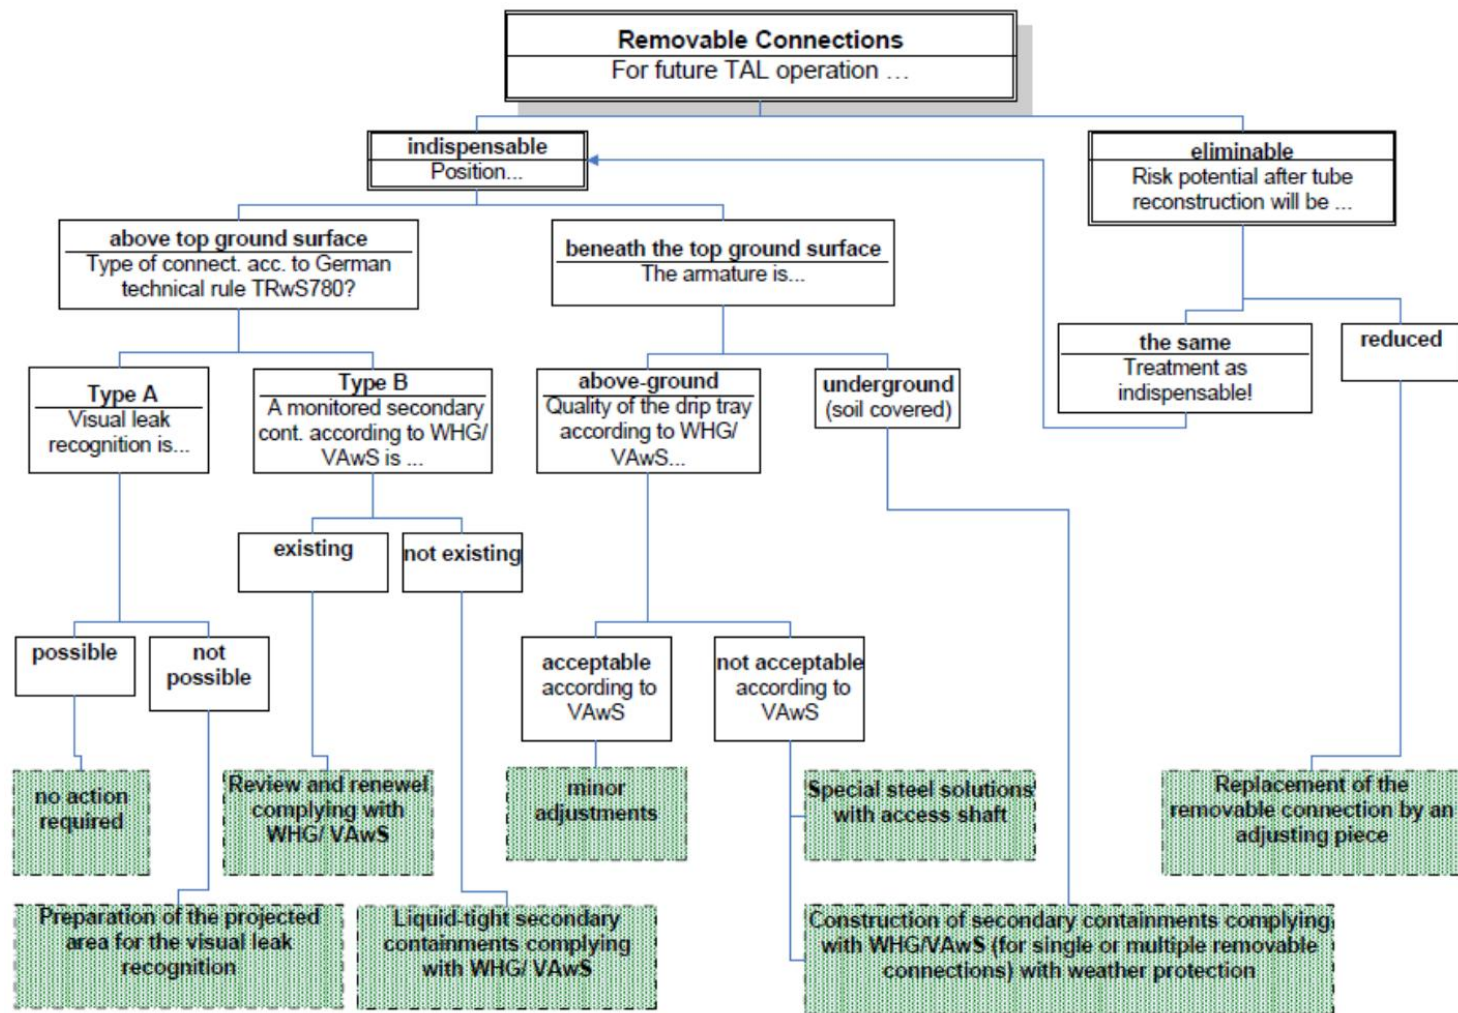 Removable Connections
For future TAL operation ...
indispensable
Position...
eliminable
Risk potential after tube
reconstruction will be ...
above top ground surface
Type of connect. acc. to German
technical rule TRwS780?
beneath the top ground surface
The armature is...
the same
Treatment as
indispensable!
reduced
Type A
Visual leak
recognition is...
Type B
A monitored secondary
cont. according to WHG/
VAwS is ...
above-ground
Quality of the drip tray
according to WHG/
VAwS...
underground
(soil covered)
existing
not existing
possible
not
possible
acceptable
according to
VAwS
not acceptable
according to
VAwS
no action
required
Review and renewel
complying with
WHG/ VAwS
minor
adjustments
Special steel solutions
with access shaft
Replacement of the
removable connection by an
adjusting piece
Preparation of the projected
area for the visual leak
recognition
Liquid-tight secondary
containments complying
with WHG/ VAwS
Construction of secondary containments complying
with WHG/VAwS (for single or multiple removable
connections) with weather protection